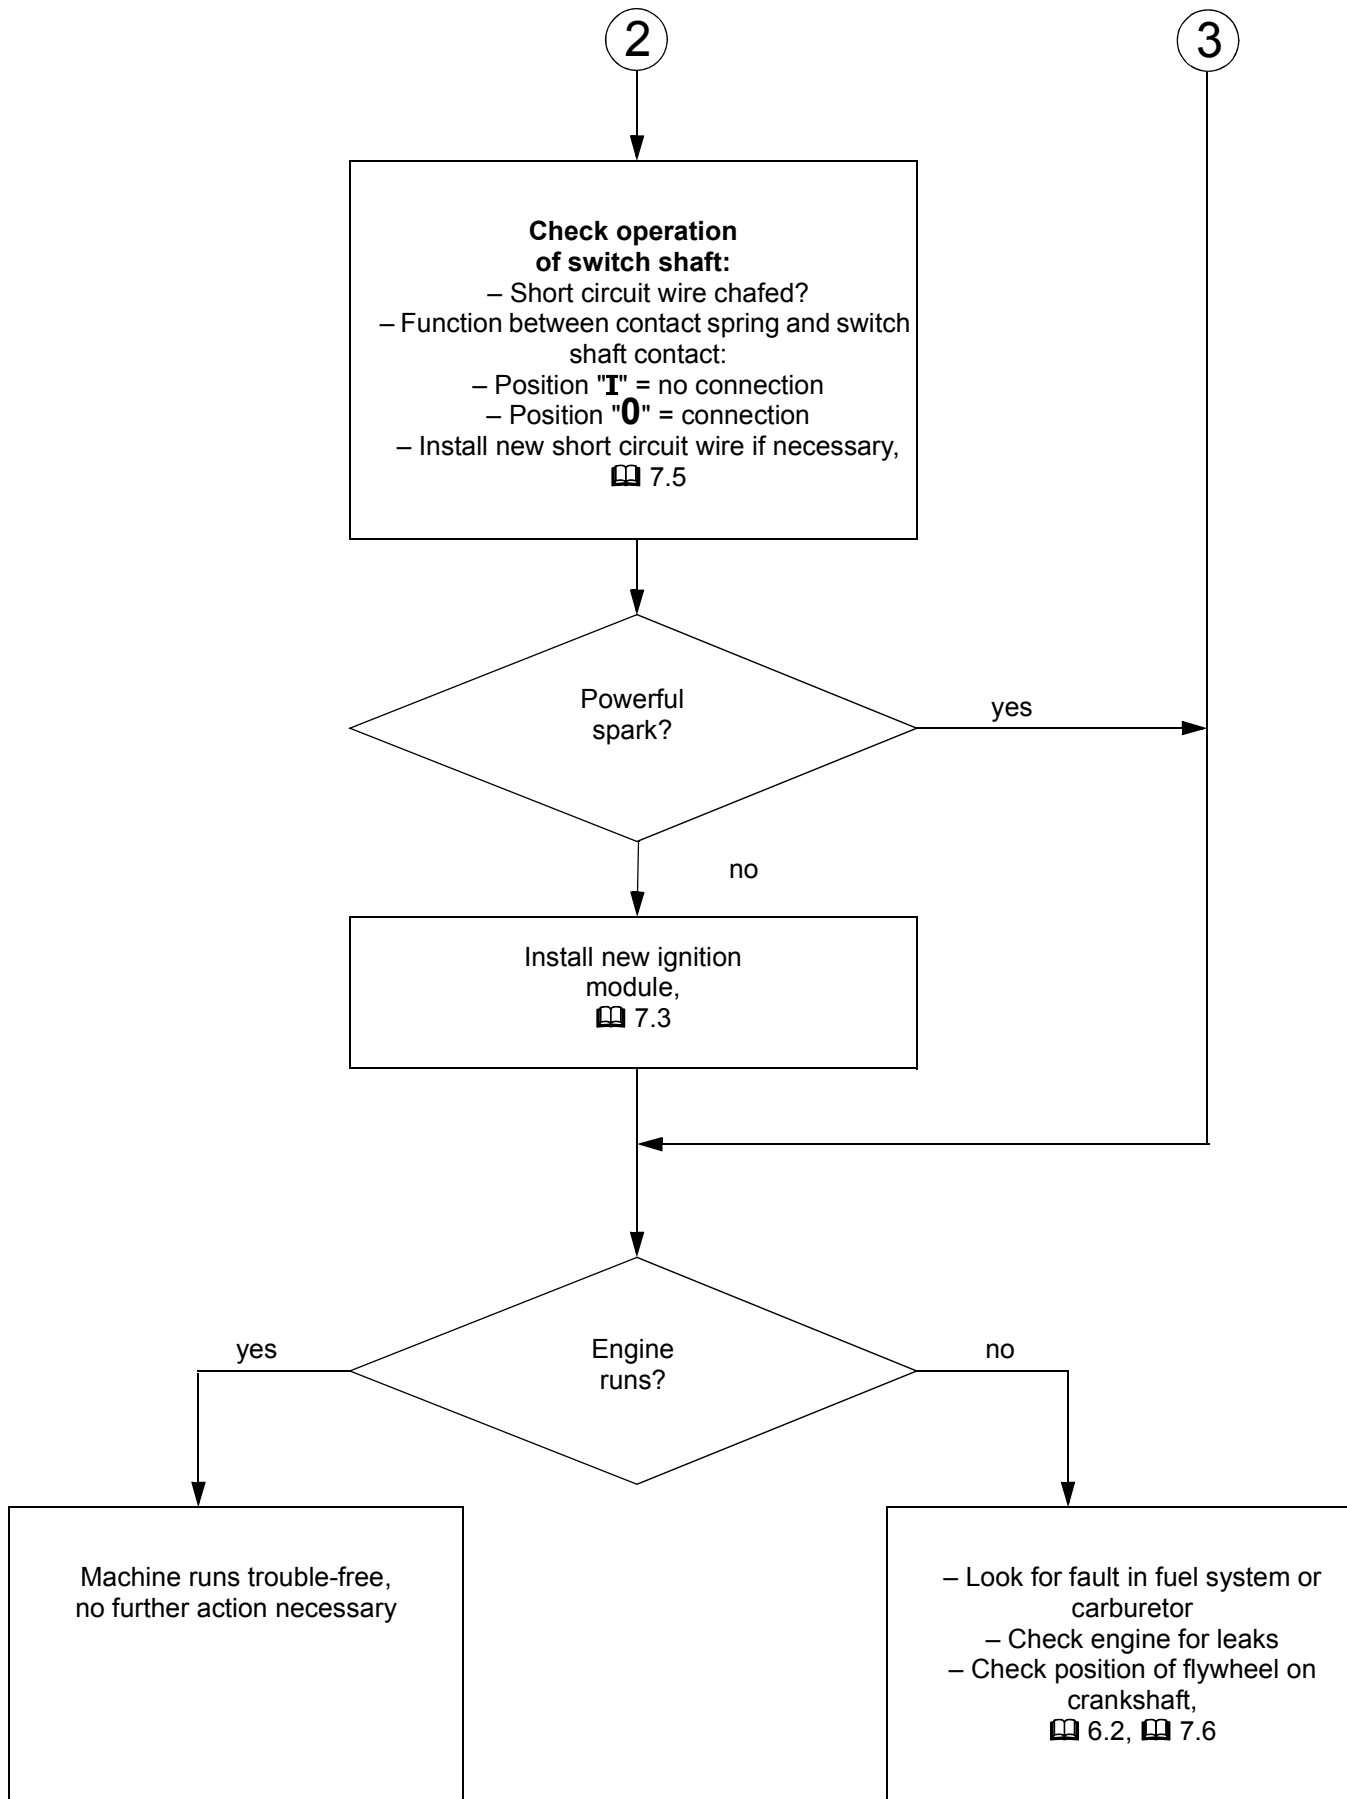 2
3
Check operation
of switch shaft:
– Short circuit wire chafed?
– Function between contact spring and switch
shaft contact:
– Position "I" = no connection
– Position "0" = connection
– Install new short circuit wire if necessary,
7.5
Powerful
spark?
yes
no
Install new ignition
module,
7.3
Engine
runs?
yes
no
Machine runs trouble-free,
no further action necessary
– Look for fault in fuel system or
carburetor
– Check engine for leaks
– Check position of flywheel on
crankshaft,
6.2, 7.6